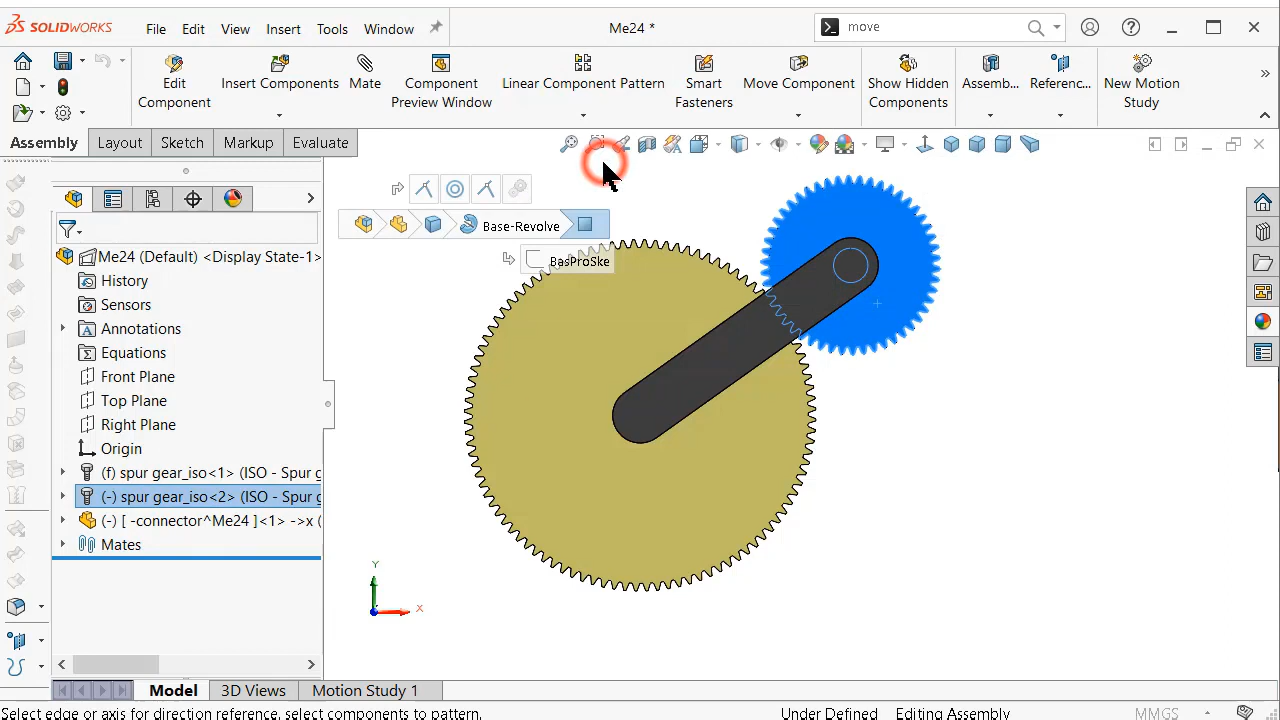 SOLIDWORKS File Edit View Insert Tools Window Me24 * move
Edit Component
Insert Components
Mate
Component Preview Window
Linear Component Pattern
Smart Fasteners
Move Component
Show Hidden Components
Assemb...
Referenc...
New Motion Study
Assembly Layout Sketch Markup Evaluate
Base-Revolve
BasProSke
Me24 (Default) <Display State-1>
History
Sensors
Annotations
Equations
Front Plane
Top Plane
Right Plane
Origin
(f) spur gear_iso<1> (ISO - Spur g
(-) spur gear_iso<2> (ISO - Spur g
(-) [ -connector^Me24 ]<1> ->x (
Mates
Y
X
Model 3D Views Motion Study 1
Select edge or axis for direction reference, select components to pattern. Under Defined Editing Assembly MMGS